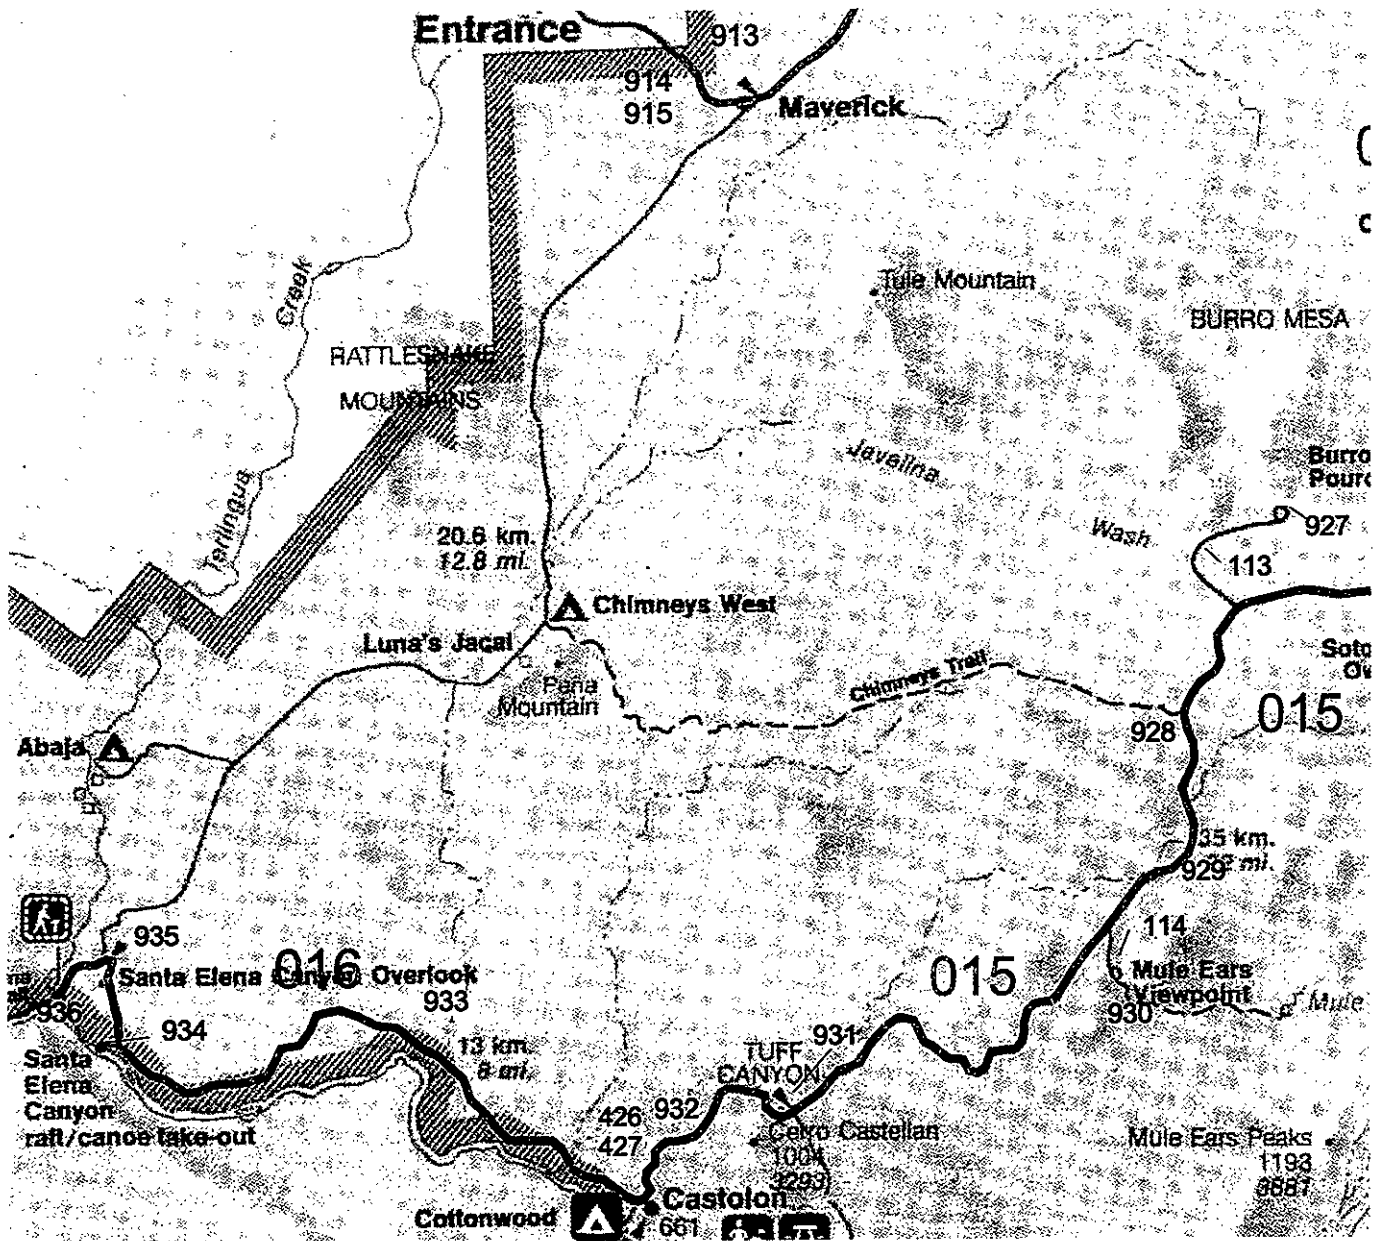 Entrance
913
914
915
Maverick
Creek
Tule Mountain
BURRO MESA
RATTLESNAKE
MOUNTAINS
Javelina
Burro
Terlingua
20.6 km.
12.8 mi.
Wash
927
113
Chimneys West
Luna's Jacal
Chimneys Trail
Pena
Mountain
015
928
Abaja
35 km.
929
mi.
935
114
016
015
Santa Elena Canyon Overlook
933
Mule Ears
Viewpoint
Mule
936
934
930
931
Santa
Elena
Canyon
raft/canoe take-out
13 km.
8 mi.
TUFF
CANYON
426
932
427
Cerro Castellan
1004
3293
Mule Ears Peaks
1193
Castolon
661
Cottonwood